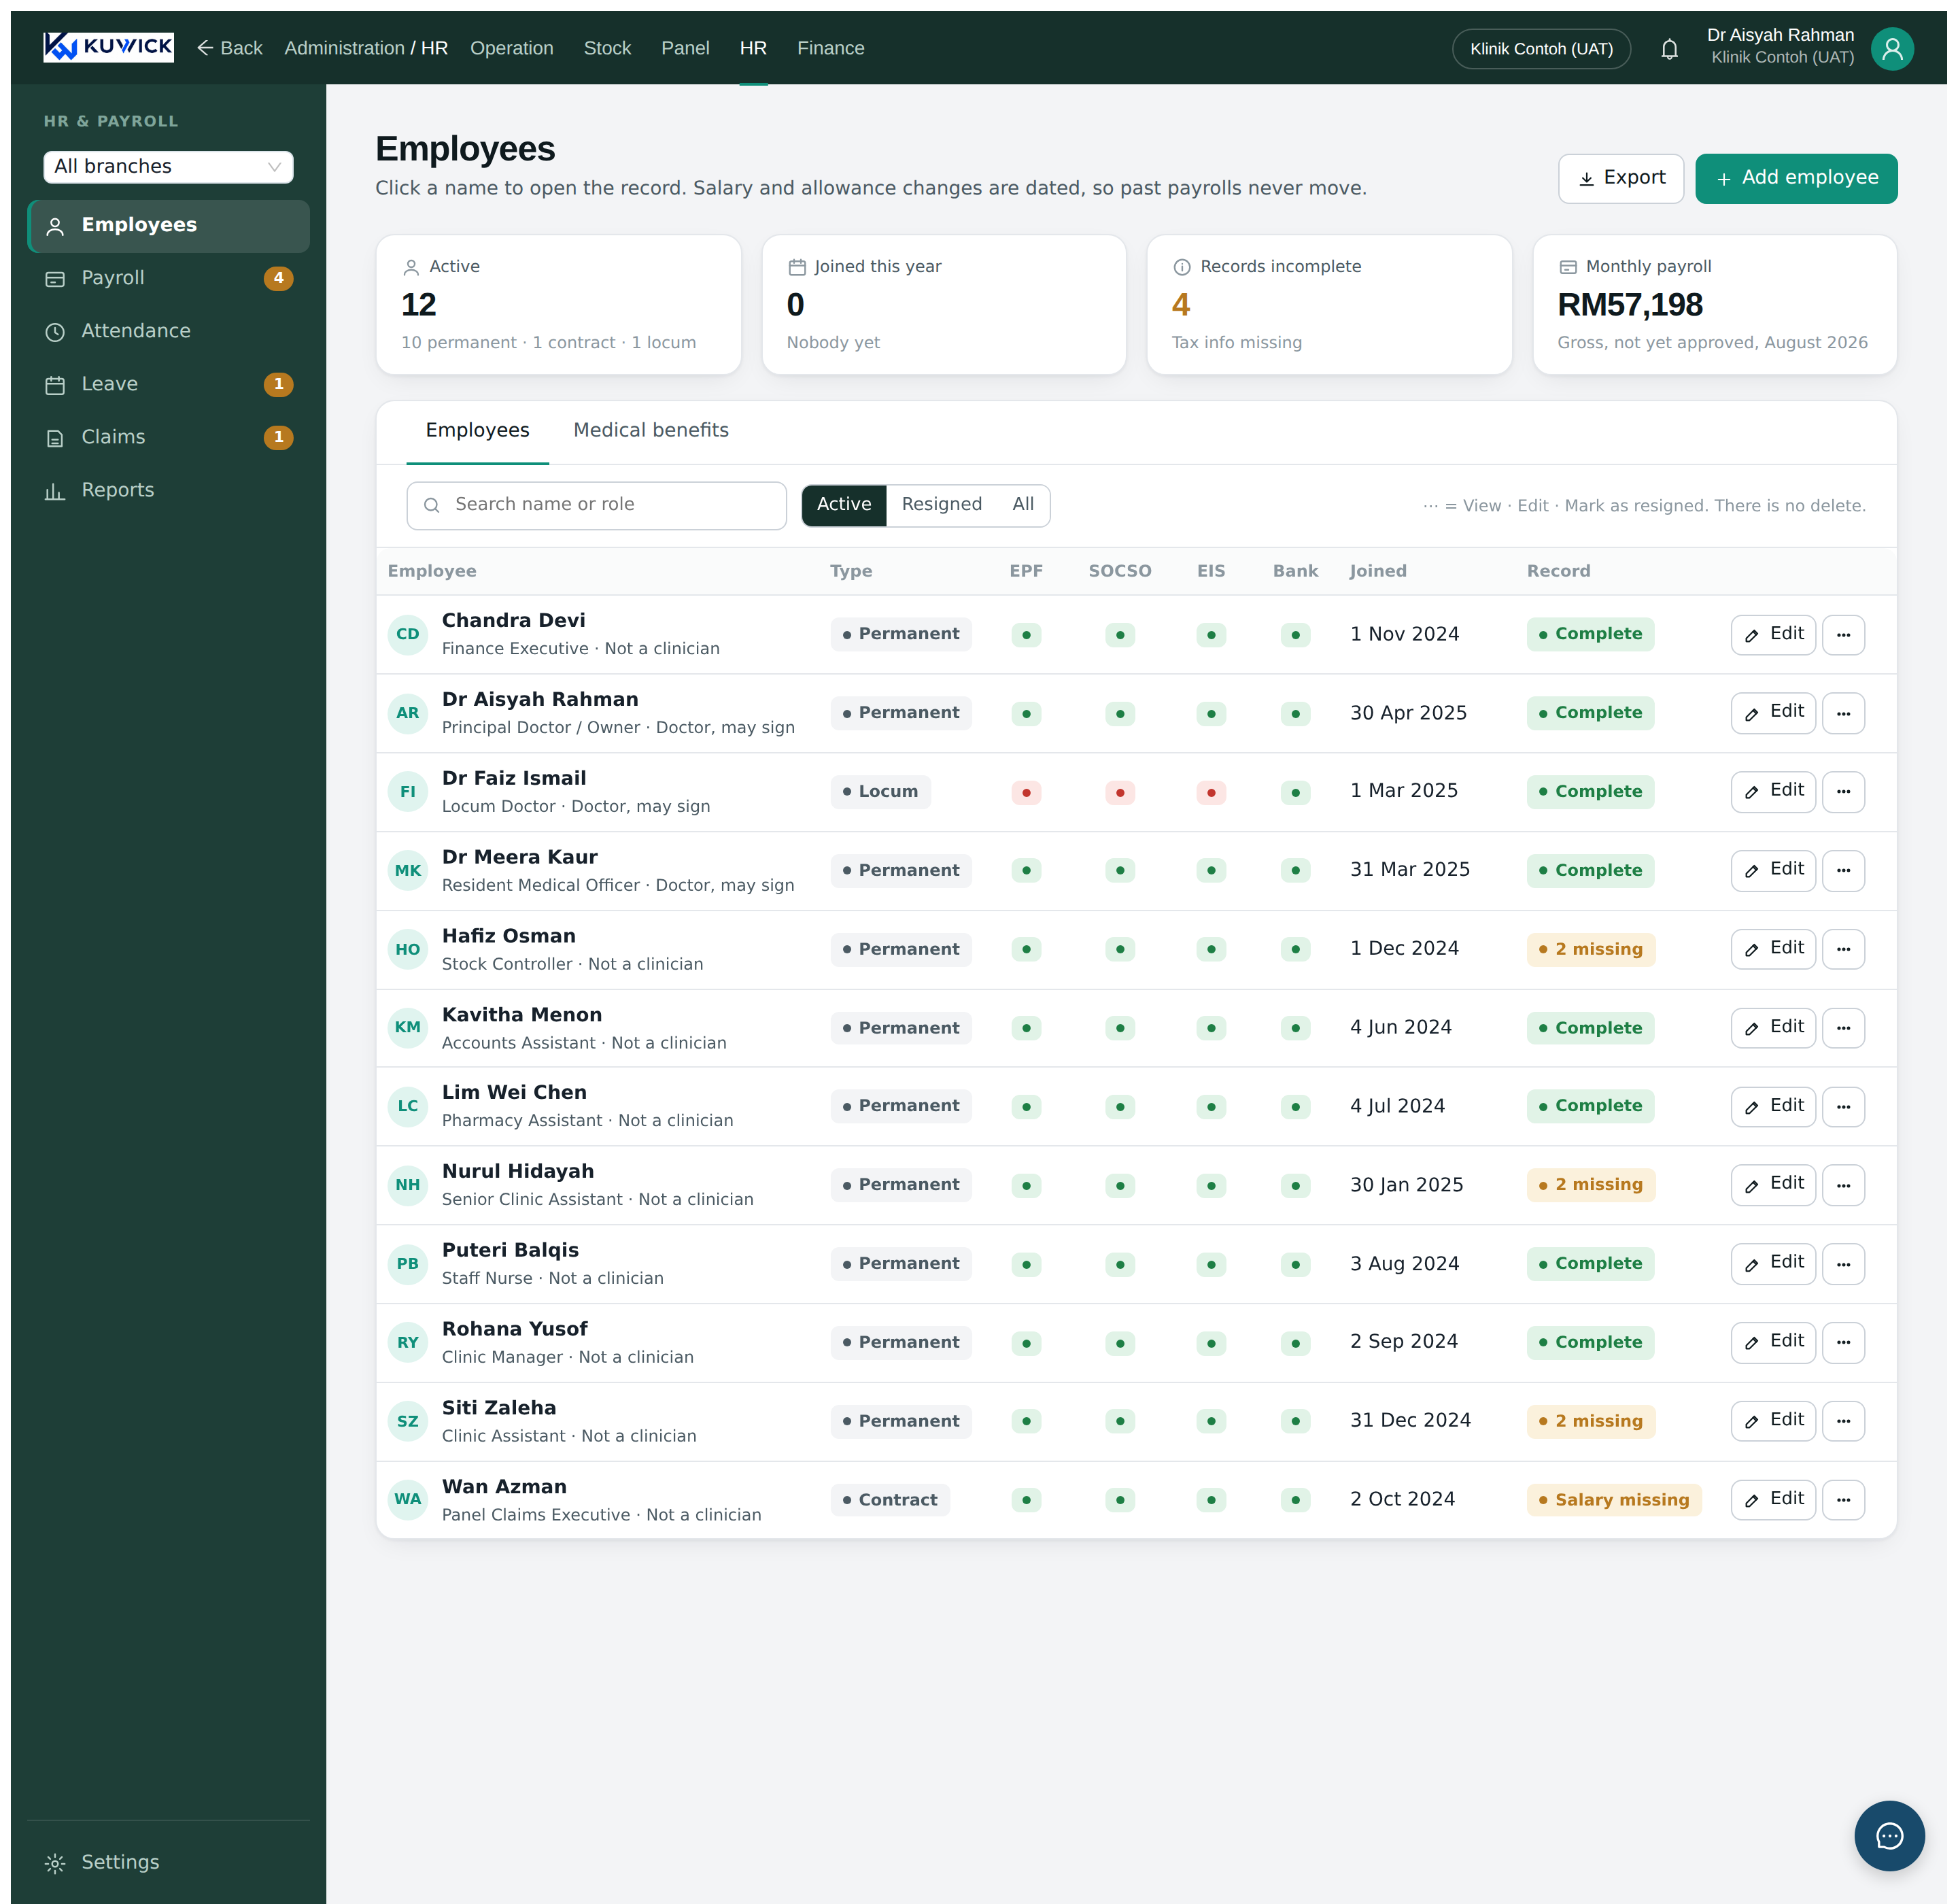 KUWICK
Back Administration / HR Operation Stock Panel HR Finance
Klinik Contoh (UAT)
Dr Aisyah Rahman
Klinik Contoh (UAT)
HR & PAYROLL
All branches
Employees
Payroll 4
Attendance
Leave 1
Claims 1
Reports
Settings
Employees
Click a name to open the record. Salary and allowance changes are dated, so past payrolls never move.
Export
+ Add employee
Active
12
10 permanent · 1 contract · 1 locum
Joined this year
0
Nobody yet
Records incomplete
4
Tax info missing
Monthly payroll
RM57,198
Gross, not yet approved, August 2026
Employees Medical benefits
Search name or role
Active Resigned All
··· = View · Edit · Mark as resigned. There is no delete.
Employee Type EPF SOCSO EIS Bank Joined Record
CD Chandra Devi
Finance Executive · Not a clinician
Permanent 1 Nov 2024 Complete Edit ···
AR Dr Aisyah Rahman
Principal Doctor / Owner · Doctor, may sign
Permanent 30 Apr 2025 Complete Edit ···
FI Dr Faiz Ismail
Locum Doctor · Doctor, may sign
Locum 1 Mar 2025 Complete Edit ···
MK Dr Meera Kaur
Resident Medical Officer · Doctor, may sign
Permanent 31 Mar 2025 Complete Edit ···
HO Hafiz Osman
Stock Controller · Not a clinician
Permanent 1 Dec 2024 2 missing Edit ···
KM Kavitha Menon
Accounts Assistant · Not a clinician
Permanent 4 Jun 2024 Complete Edit ···
LC Lim Wei Chen
Pharmacy Assistant · Not a clinician
Permanent 4 Jul 2024 Complete Edit ···
NH Nurul Hidayah
Senior Clinic Assistant · Not a clinician
Permanent 30 Jan 2025 2 missing Edit ···
PB Puteri Balqis
Staff Nurse · Not a clinician
Permanent 3 Aug 2024 Complete Edit ···
RY Rohana Yusof
Clinic Manager · Not a clinician
Permanent 2 Sep 2024 Complete Edit ···
SZ Siti Zaleha
Clinic Assistant · Not a clinician
Permanent 31 Dec 2024 2 missing Edit ···
WA Wan Azman
Panel Claims Executive · Not a clinician
Contract 2 Oct 2024 Salary missing Edit ···